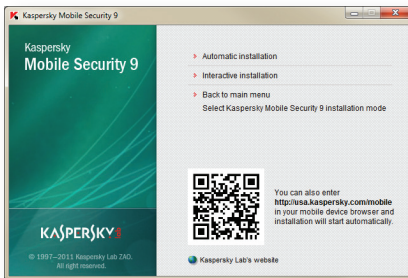 Kaspersky Mobile Security 9
Kaspersky
Mobile Security 9
Automatic installation
Interactive installation
Back to main menu
Select Kaspersky Mobile Security 9 installation mode
You can also enter
http://usa.kaspersky.com/mobile
in your mobile device browser and
installation will start automatically.
KASPERSKY
© 1997–2011 Kaspersky Lab ZAO.
All right reserved.
Kaspersky Lab's website